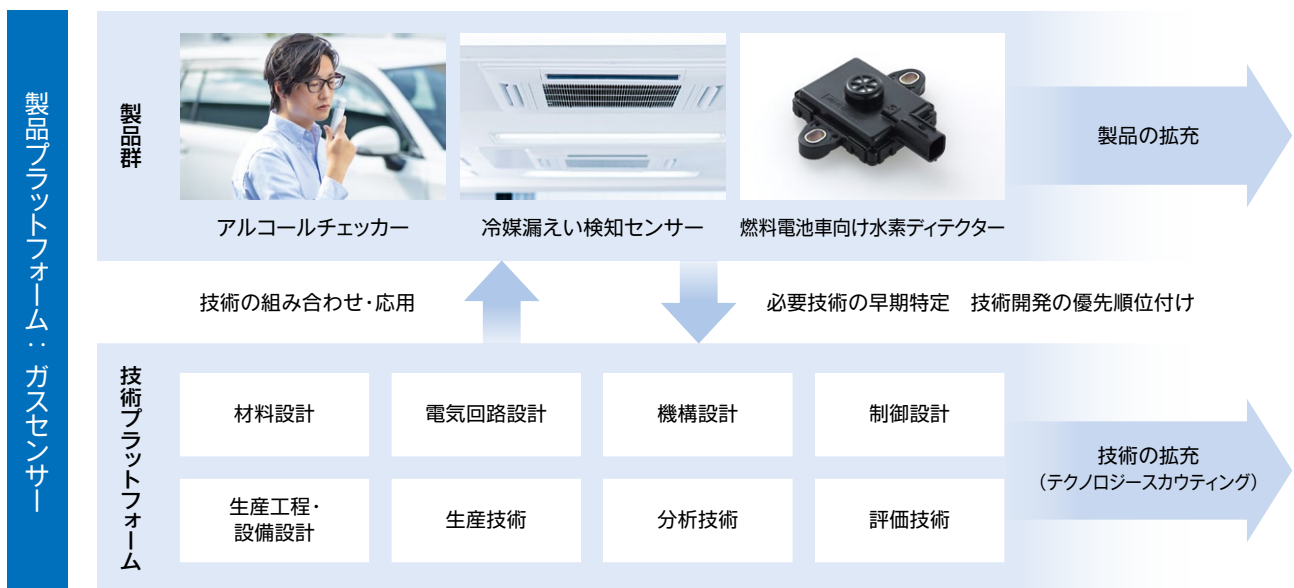 製品プラットフォーム：ガスセンサー
製品群
アルコールチェッカー
冷媒漏えい検知センサー
燃料電池車向け水素ディテクター
製品の拡充
技術の組み合わせ・応用
必要技術の早期特定　技術開発の優先順位付け
技術プラットフォーム
材料設計
電気回路設計
機構設計
制御設計
生産工程・
設備設計
生産技術
分析技術
評価技術
技術の拡充
（テクノロジースカウティング）